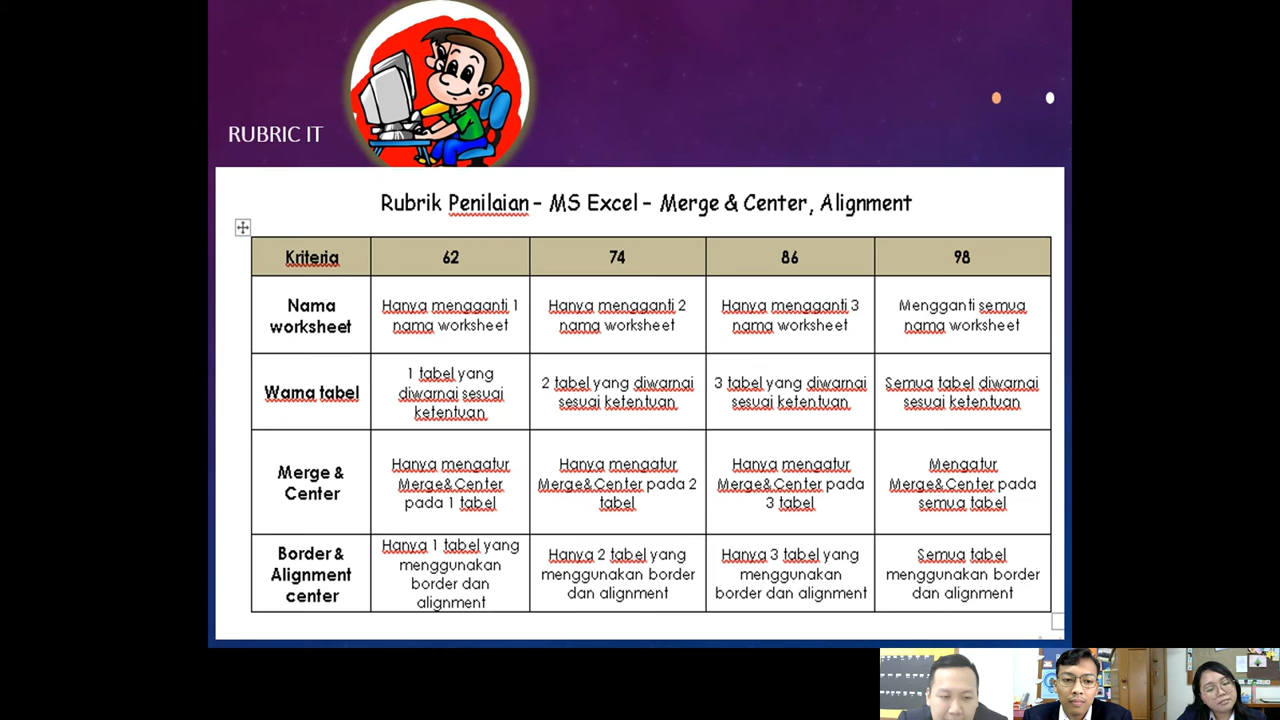 RUBRIC IT
Rubrik Penilaian – MS Excel – Merge & Center, Alignment
Kriteria
62
74
86
98
Nama
worksheet
Hanya mengganti 1
nama worksheet
Hanya mengganti 2
nama worksheet
Hanya mengganti 3
nama worksheet
Mengganti semua
nama worksheet
Warna tabel
1 tabel yang
diwarnai sesuai
ketentuan
2 tabel yang diwarnai
sesuai ketentuan
3 tabel yang diwarnai
sesuai ketentuan
Semua tabel diwarnai
sesuai ketentuan
Merge &
Center
Hanya mengatur
Merge&Center
pada 1 tabel
Hanya mengatur
Merge&Center pada 2
tabel
Hanya mengatur
Merge&Center pada
3 tabel
Mengatur
Merge&Center pada
semua tabel
Border &
Alignment
center
Hanya 1 tabel yang
menggunakan
border dan
alignment
Hanya 2 tabel yang
menggunakan border
dan alignment
Hanya 3 tabel yang
menggunakan
border dan alignment
Semua tabel
menggunakan border
dan alignment